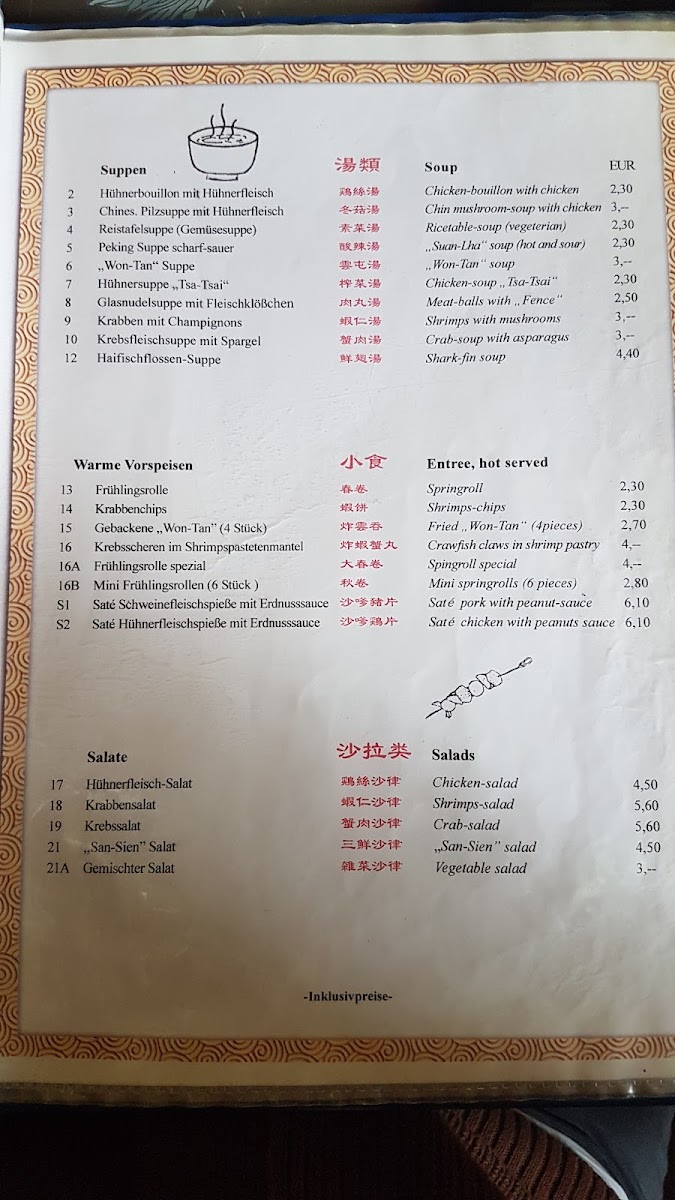 Suppen 湯類 Soup EUR
2 Hühnerbouillon mit Hühnerfleisch 鶏絲湯 Chicken-bouillon with chicken 2,30
3 Chines. Pilzsuppe mit Hühnerfleisch 冬菇湯 Chin mushroom-soup with chicken 3,--
4 Reistafelsuppe (Gemüsesuppe) 素菜湯 Ricetable-soup (vegeterian) 2,30
5 Peking Suppe scharf-sauer 酸辣湯 „Suan-Lha“ soup (hot and sour) 2,30
6 „Won-Tan“ Suppe 雲屯湯 „Won-Tan“ soup 3,--
7 Hühnersuppe „Tsa-Tsai“ 榨菜湯 Chicken-soup „Tsa-Tsai“ 2,30
8 Glasnudelsuppe mit Fleischklößchen 肉丸湯 Meat-balls with „Fence“ 2,50
9 Krabben mit Champignons 蝦仁湯 Shrimps with mushrooms 3,--
10 Krebsfleischsuppe mit Spargel 蟹肉湯 Crab-soup with asparagus 3,--
12 Haifischflossen-Suppe 鮮翅湯 Shark-fin soup 4,40
Warme Vorspeisen 小食 Entree, hot served
13 Frühlingsrolle 春卷 Springroll 2,30
14 Krabbenchips 蝦餅 Shrimps-chips 2,30
15 Gebackene „Won-Tan“ (4 Stück) 炸雲吞 Fried „Won-Tan“ (4pieces) 2,70
16 Krebsscheren im Shrimpspastetenmantel 炸蝦蟹丸 Crawfish claws in shrimp pastry 4,--
16A Frühlingsrolle spezial 大春卷 Spingroll special 4,--
16B Mini Frühlingsrollen (6 Stück ) 秋卷 Mini springrolls (6 pieces) 2,80
S1 Saté Schweinefleischspieße mit Erdnusssauce 沙嗲豬片 Saté pork with peanut-sauce 6,10
S2 Saté Hühnerfleischspieße mit Erdnusssauce 沙嗲鶏片 Saté chicken with peanuts sauce 6,10
Salate 沙拉类 Salads
17 Hühnerfleisch-Salat 鶏絲沙律 Chicken-salad 4,50
18 Krabbensalat 蝦仁沙律 Shrimps-salad 5,60
19 Krebssalat 蟹肉沙律 Crab-salad 5,60
21 „San-Sien“ Salat 三鮮沙律 „San-Sien“ salad 4,50
21A Gemischter Salat 雜菜沙律 Vegetable salad 3,--
-Inklusivpreise-